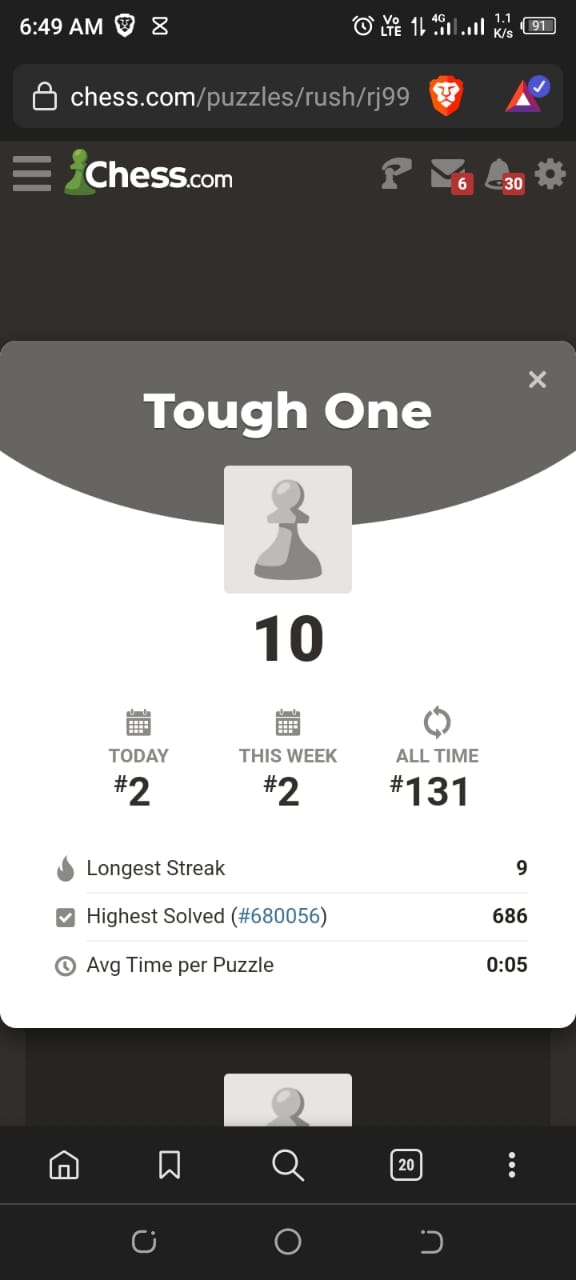 6:49 AM Vo LTE 4G 1.1 K/s 91
chess.com/puzzles/rush/rj99
Chess.com 6 30
Tough One
10
TODAY THIS WEEK ALL TIME
#2 #2 #131
Longest Streak 9
Highest Solved (#680056) 686
Avg Time per Puzzle 0:05
20